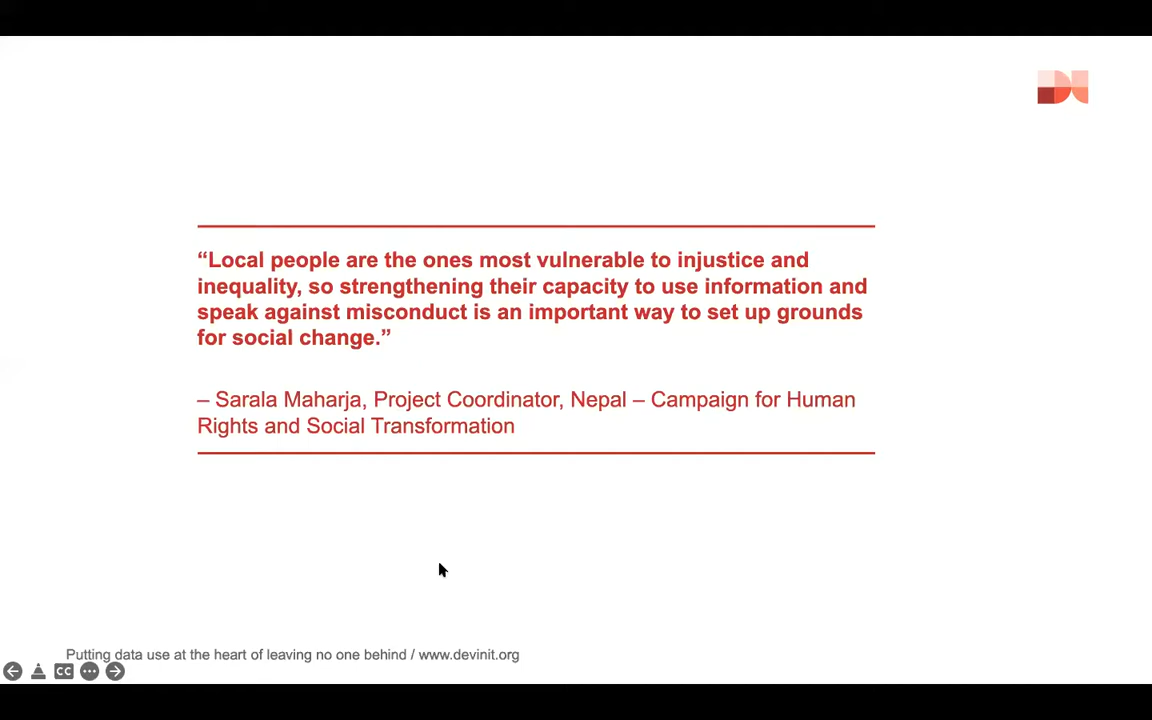 “Local people are the ones most vulnerable to injustice and
inequality, so strengthening their capacity to use information and
speak against misconduct is an important way to set up grounds
for social change.”
– Sarala Maharja, Project Coordinator, Nepal – Campaign for Human
Rights and Social Transformation
Putting data use at the heart of leaving no one behind / www.devinit.org
CC